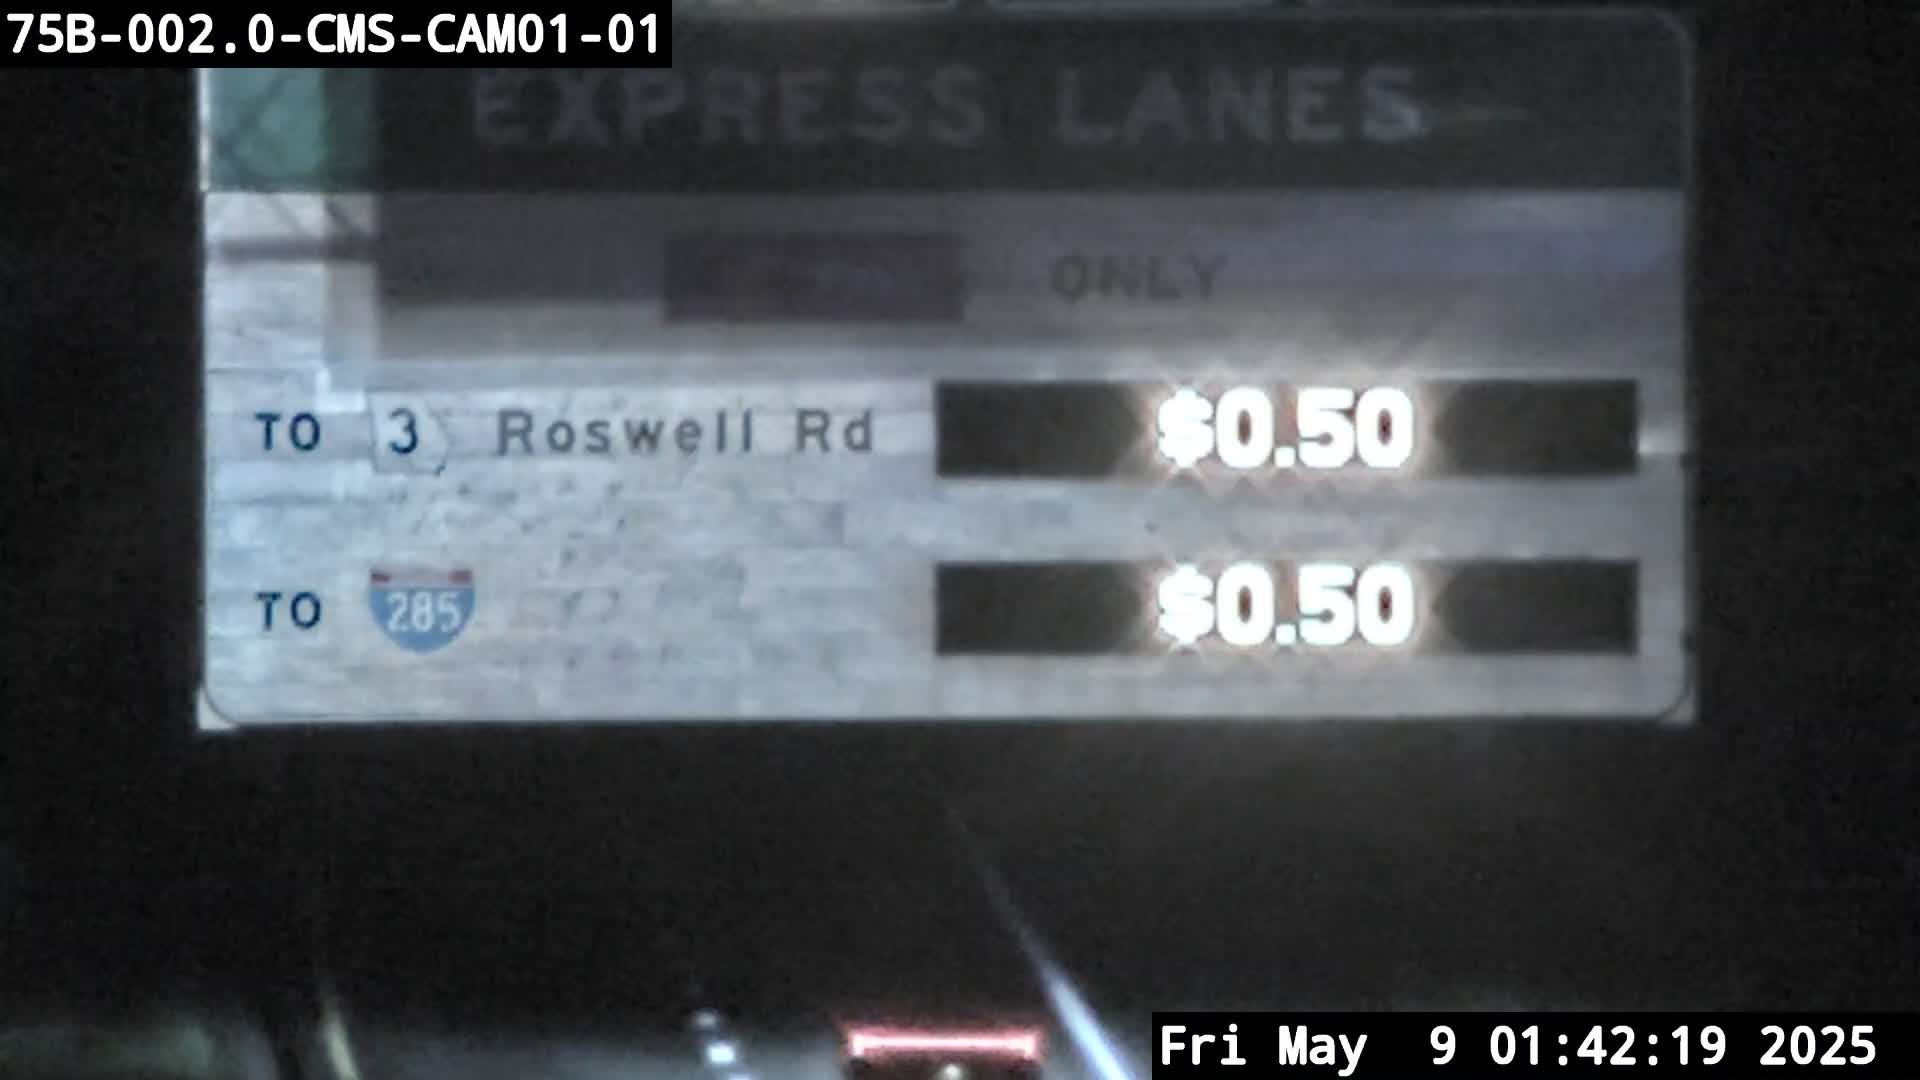 75B-002.0-CMS-CAM01-01
EXPRESS LANES
ONLY
TO 3 Roswell Rd $0.50
TO 285 $0.50
Fri May 9 01:42:19 2025